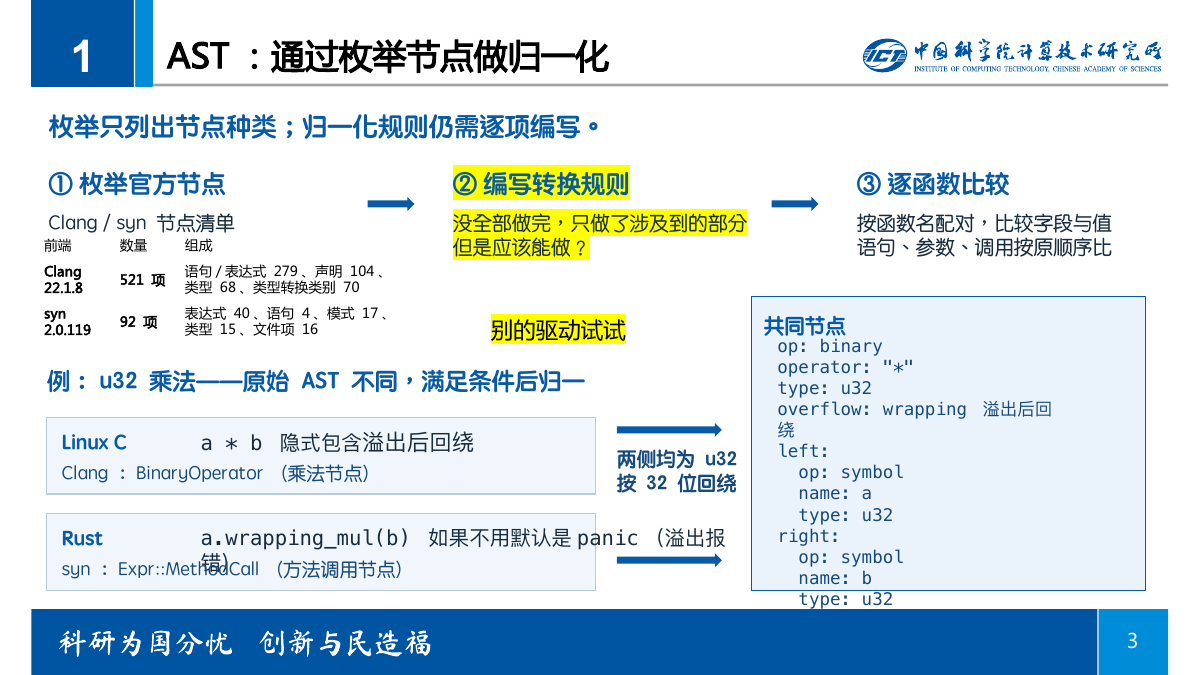 1
AST ：通过枚举节点做归一化
ICT 中国科学院计算技术研究所
INSTITUTE OF COMPUTING TECHNOLOGY, CHINESE ACADEMY OF SCIENCES
枚举只列出节点种类；归一化规则仍需逐项编写。
① 枚举官方节点
Clang / syn 节点清单
前端 数量 组成
Clang 22.1.8 521 项 语句 / 表达式 279 、声明 104 、
类型 68 、类型转换类别 70
syn 2.0.119 92 项 表达式 40 、语句 4 、模式 17 、
类型 15 、文件项 16
② 编写转换规则
没全部做完，只做了涉及到的部分
但是应该能做？
别的驱动试试
③ 逐函数比较
按函数名配对，比较字段与值
语句、参数、调用按原顺序比
例： u32 乘法——原始 AST 不同，满足条件后归一
Linux C a * b 隐式包含溢出后回绕
Clang ： BinaryOperator （乘法节点）
Rust a.wrapping_mul(b) 如果不用默认是 panic （溢出报
错）
syn ： Expr::MethodCall （方法调用节点）
两侧均为 u32
按 32 位回绕
共同节点
op: binary
operator: "*"
type: u32
overflow: wrapping 溢出后回
绕
left:
op: symbol
name: a
type: u32
right:
op: symbol
name: b
type: u32
科研为国分忧 创新与民造福
3